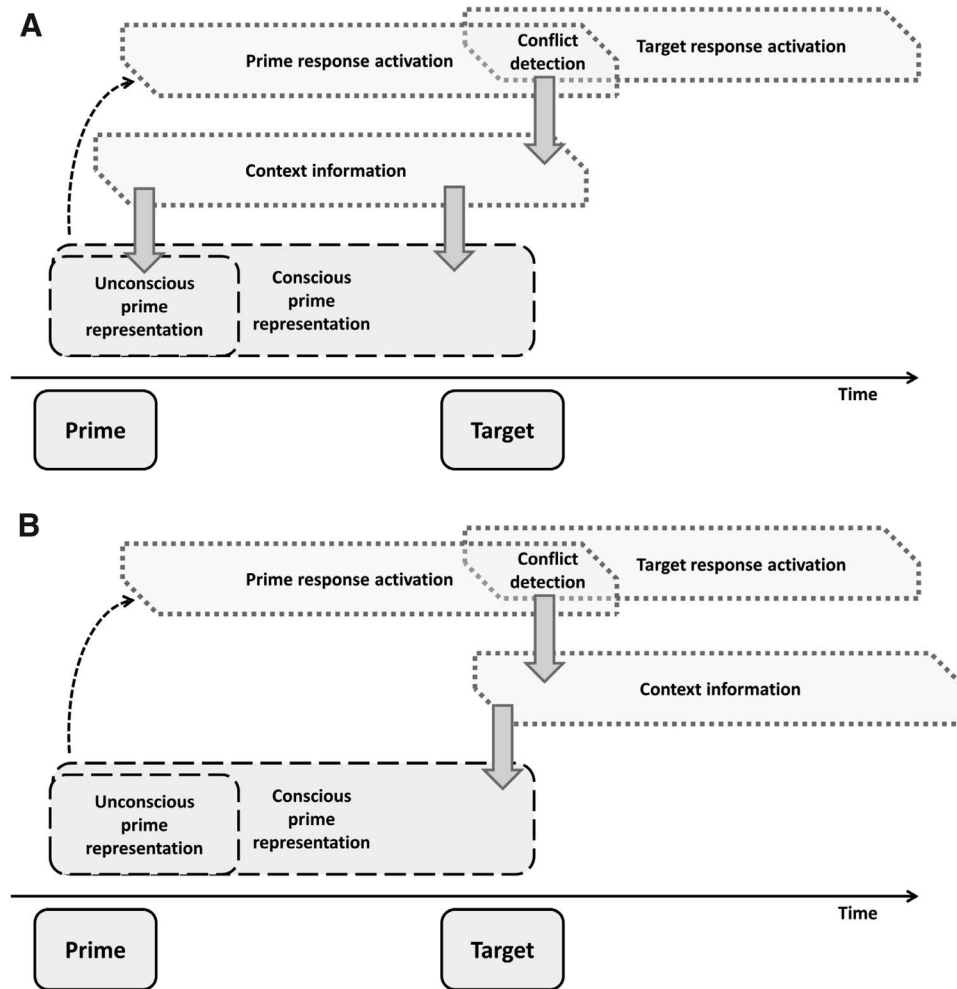 A
Prime response activation
Conflict
detection
Target response activation
Context information
Unconscious
prime
representation
Conscious
prime
representation
Time
Prime
Target
B
Prime response activation
Conflict
detection
Target response activation
Context information
Unconscious
prime
representation
Conscious
prime
representation
Time
Prime
Target